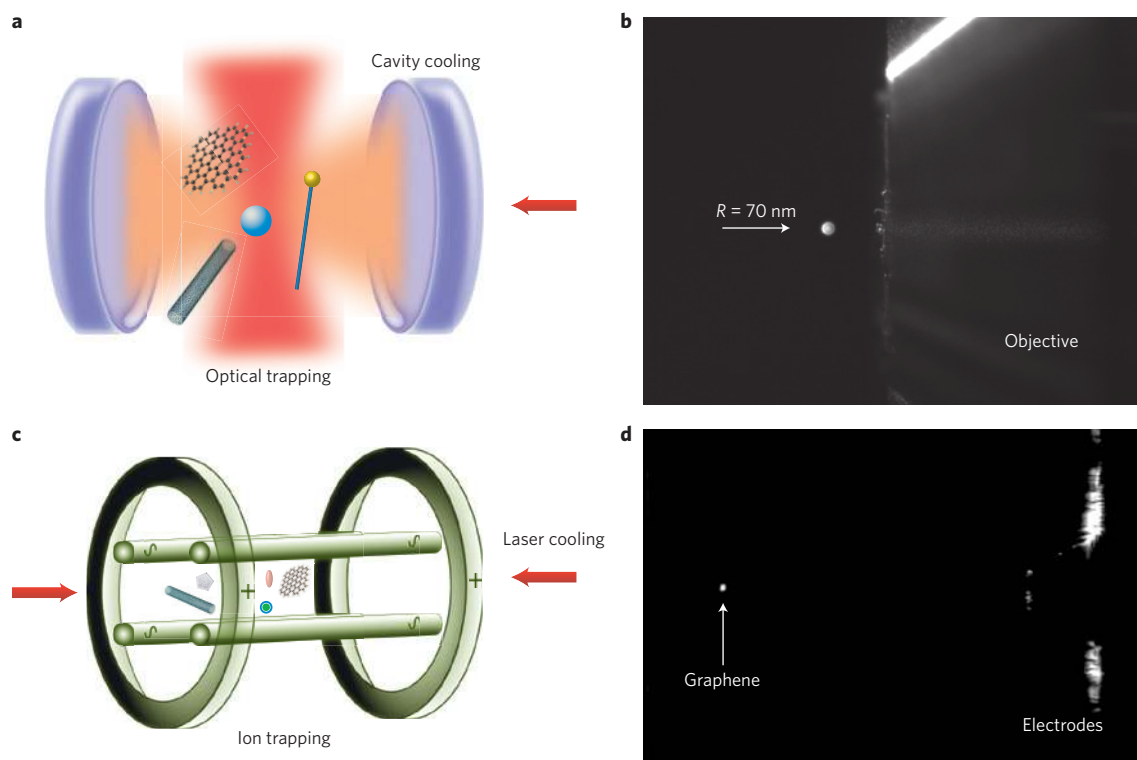 a
Cavity cooling
Optical trapping
b
R = 70 nm
Objective
c
Laser cooling
~
~
~
~
+
+
Ion trapping
d
Graphene
Electrodes